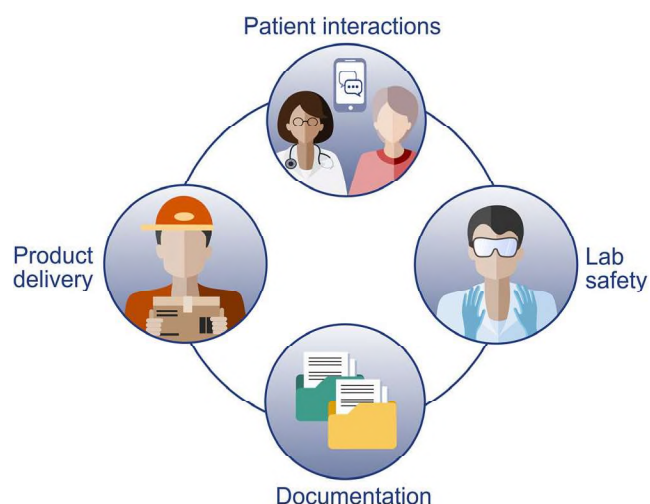 Patient interactions
Product
delivery
Lab
safety
Documentation